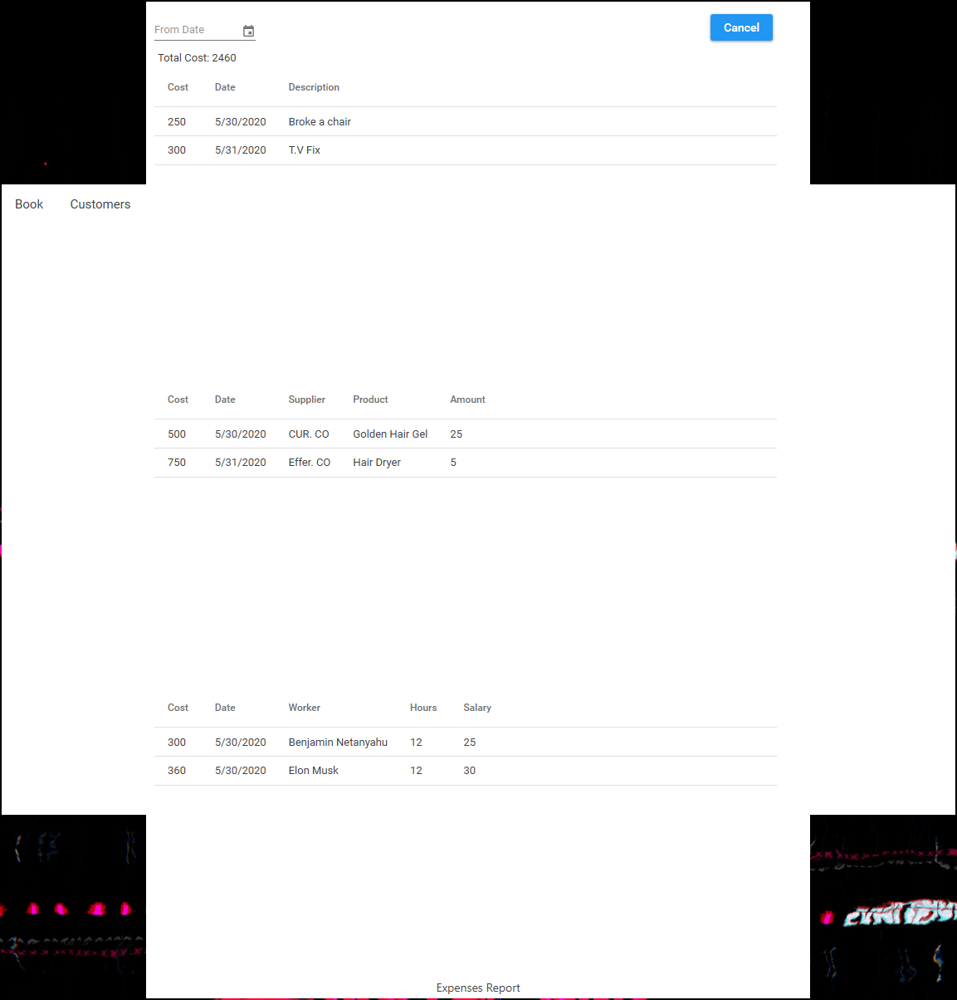 From Date
Cancel
Total Cost: 2460
Cost Date Description
250 5/30/2020 Broke a chair
300 5/31/2020 T.V Fix
Book Customers
Cost Date Supplier Product Amount
500 5/30/2020 CUR. CO Golden Hair Gel 25
750 5/31/2020 Effer. CO Hair Dryer 5
Cost Date Worker Hours Salary
300 5/30/2020 Benjamin Netanyahu 12 25
360 5/30/2020 Elon Musk 12 30
Expenses Report